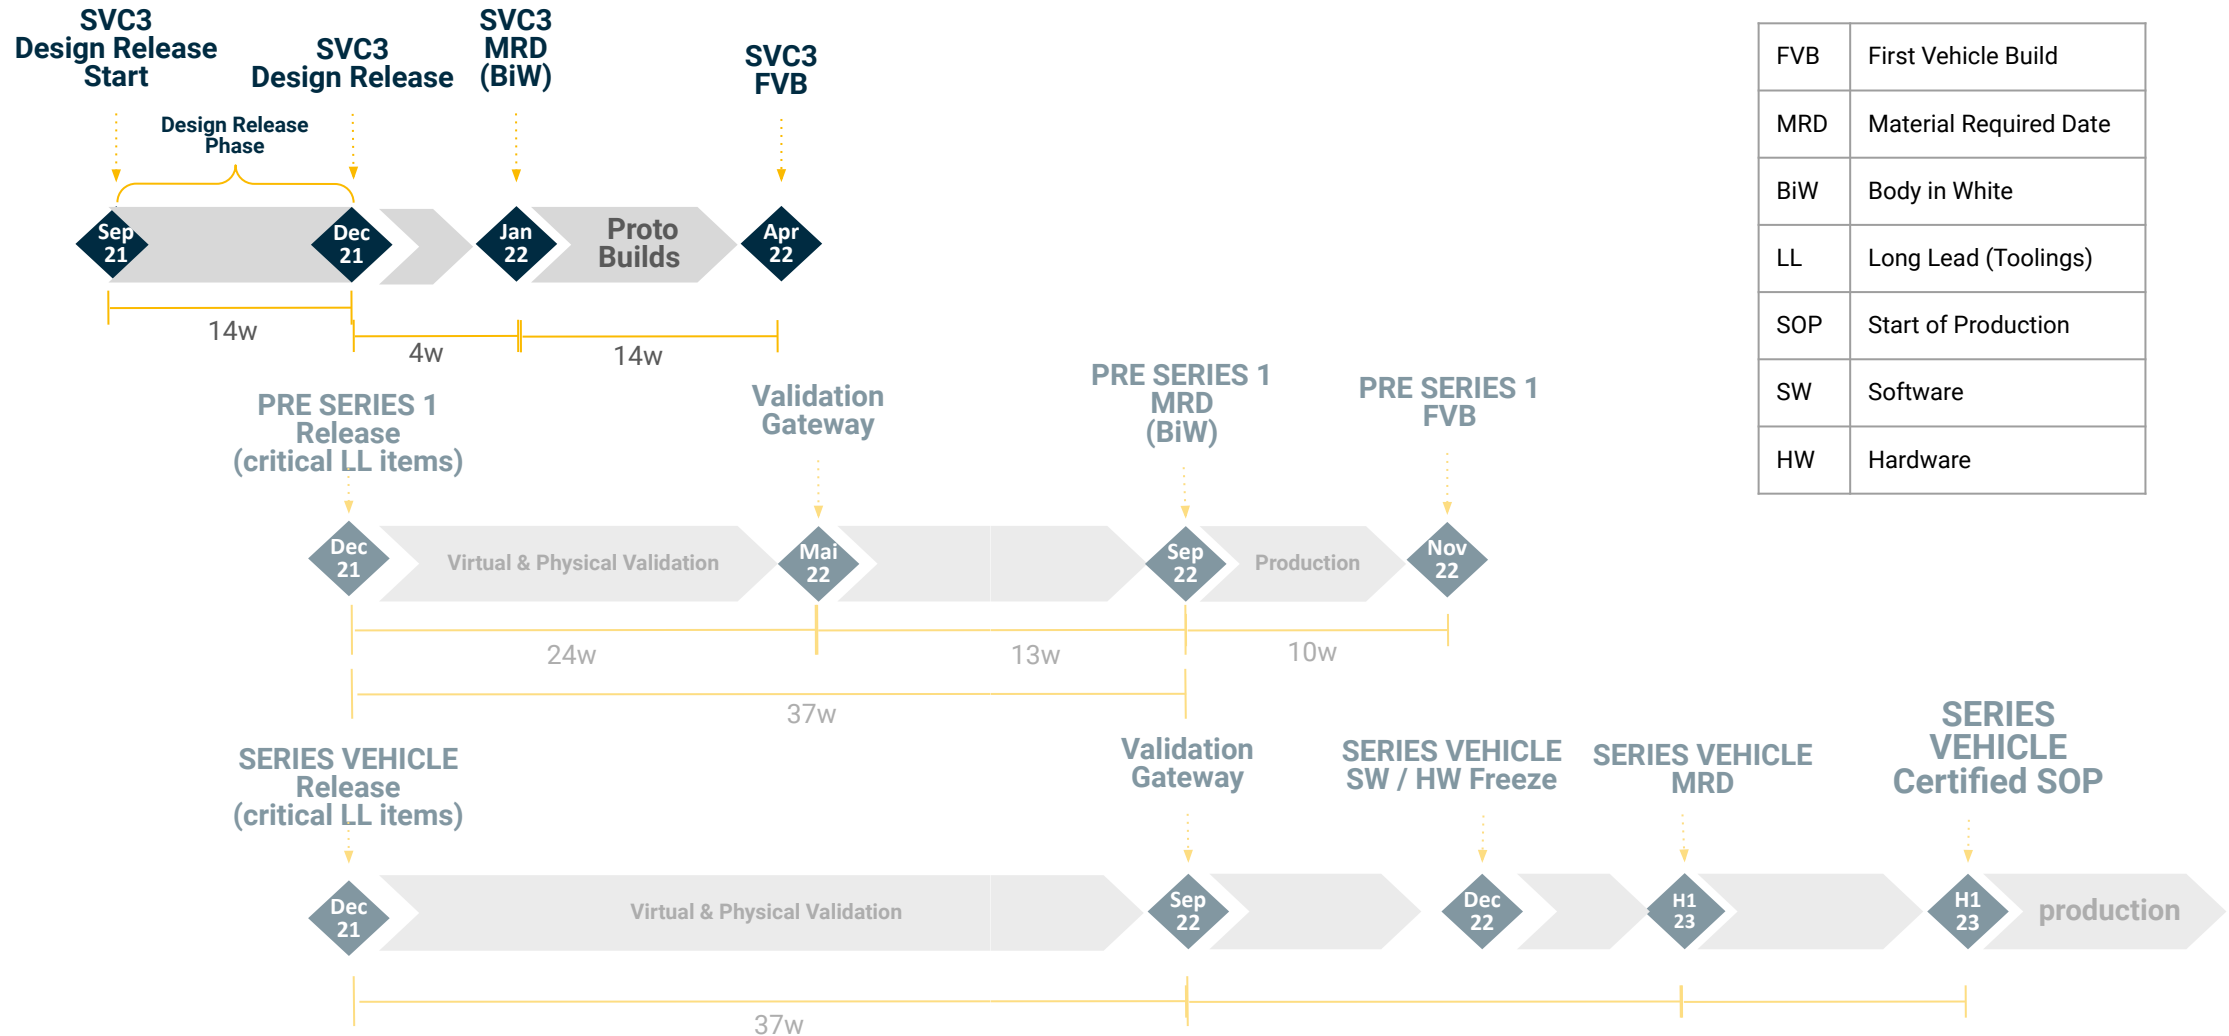 SVC3
Design Release
Start
SVC3
Design Release
SVC3
MRD
(BiW)
SVC3
FVB
Design Release
Phase
Sep
21
Dec
21
Jan
22
Proto
Builds
Apr
22
14w
4w
14w
FVB First Vehicle Build
MRD Material Required Date
BiW Body in White
LL Long Lead (Toolings)
SOP Start of Production
SW Software
HW Hardware
PRE SERIES 1
Release
(critical LL items)
Validation
Gateway
PRE SERIES 1
MRD
(BiW)
PRE SERIES 1
FVB
Dec
21
Virtual & Physical Validation
Mai
22
Sep
22
Production
Nov
22
24w
13w
10w
37w
SERIES VEHICLE
Release
(critical LL items)
Validation
Gateway
SERIES VEHICLE
SW / HW Freeze
SERIES VEHICLE
MRD
SERIES
VEHICLE
Certified SOP
Dec
21
Virtual & Physical Validation
Sep
22
Dec
22
H1
23
H1
23
production
37w